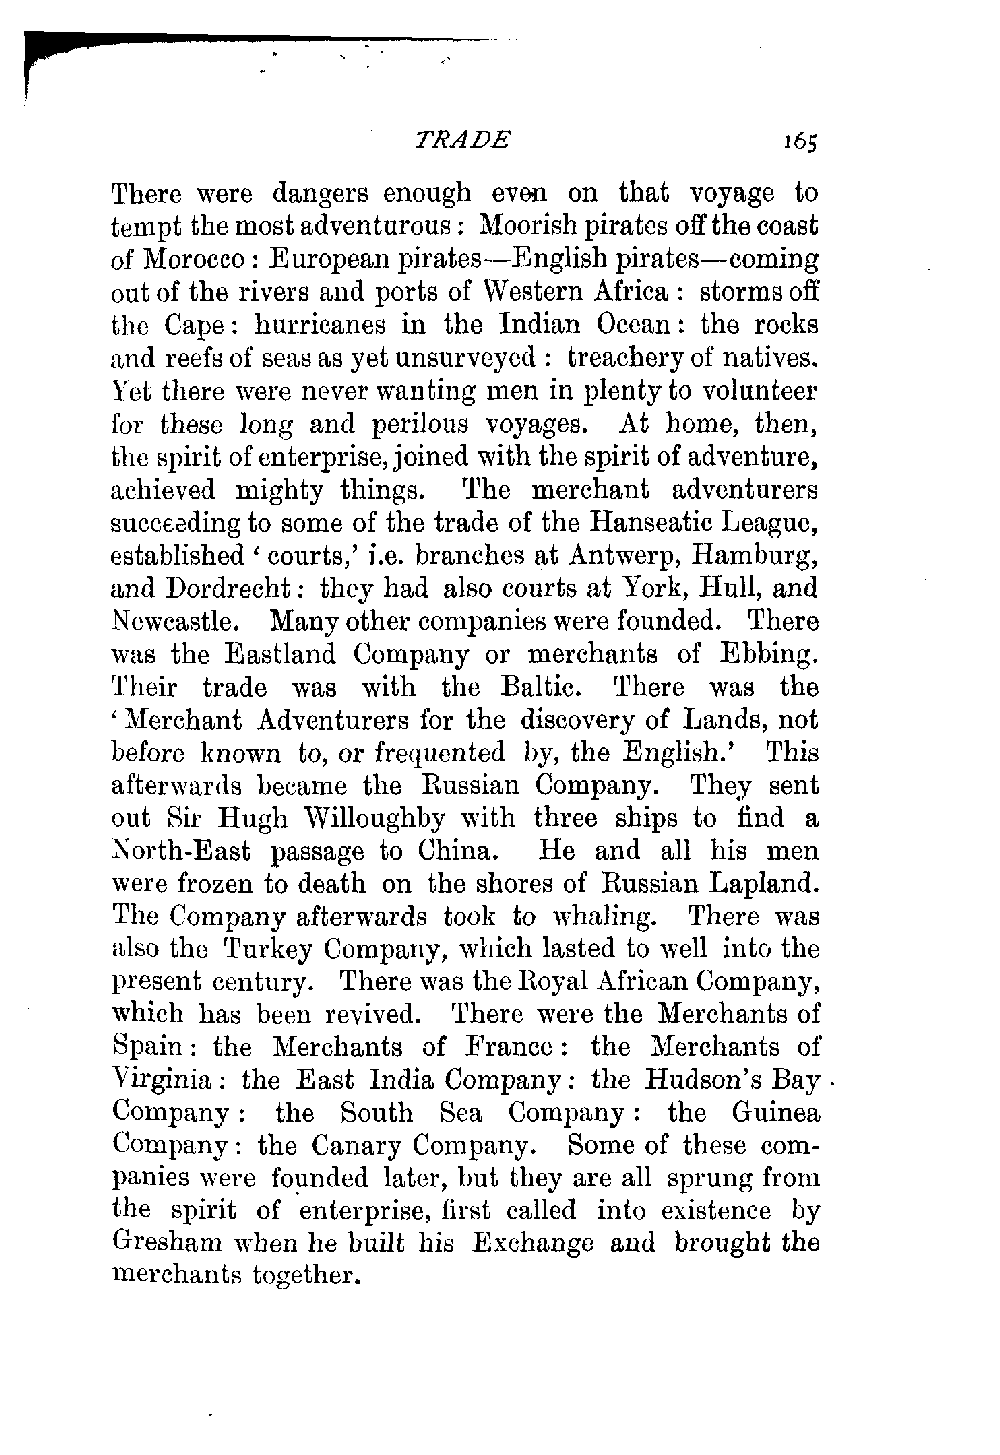 TRADE 165
There were dangers enough even on that voyage to
tempt the most adventurous : Moorish pirates off the coast
of Morocco : European pirates—English pirates—coming
out of the rivers and ports of Western Africa : storms off
the Cape : hurricanes in the Indian Ocean : the rocks
and reefs of seas as yet unsurveyed : treachery of natives.
Yet there were never wanting men in plenty to volunteer
for these long and perilous voyages. At home, then,
the spirit of enterprise, joined with the spirit of adventure,
achieved mighty things. The merchant adventurers
succeeding to some of the trade of the Hanseatic League,
established ‘ courts,’ i.e. branches at Antwerp, Hamburg,
and Dordrecht : they had also courts at York, Hull, and
Newcastle. Many other companies were founded. There
was the Eastland Company or merchants of Ebbing.
Their trade was with the Baltic. There was the
‘ Merchant Adventurers for the discovery of Lands, not
before known to, or frequented by, the English.’ This
afterwards became the Russian Company. They sent
out Sir Hugh Willoughby with three ships to find a
North-East passage to China. He and all his men
were frozen to death on the shores of Russian Lapland.
The Company afterwards took to whaling. There was
also the Turkey Company, which lasted to well into the
present century. There was the Royal African Company,
which has been revived. There were the Merchants of
Spain : the Merchants of France : the Merchants of
Virginia : the East India Company : the Hudson’s Bay
Company : the South Sea Company : the Guinea
Company : the Canary Company. Some of these com-
panies were founded later, but they are all sprung from
the spirit of enterprise, first called into existence by
Gresham when he built his Exchange and brought the
merchants together.